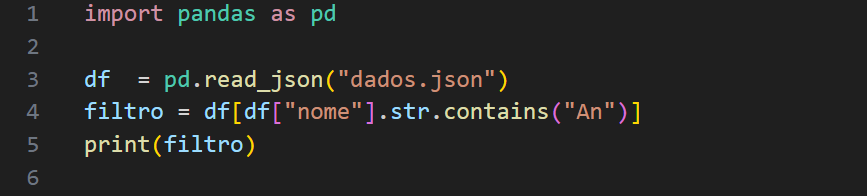 1 import pandas as pd
2
3 df  = pd.read_json("dados.json")
4 filtro = df[df["nome"].str.contains("An")]
5 print(filtro)
6